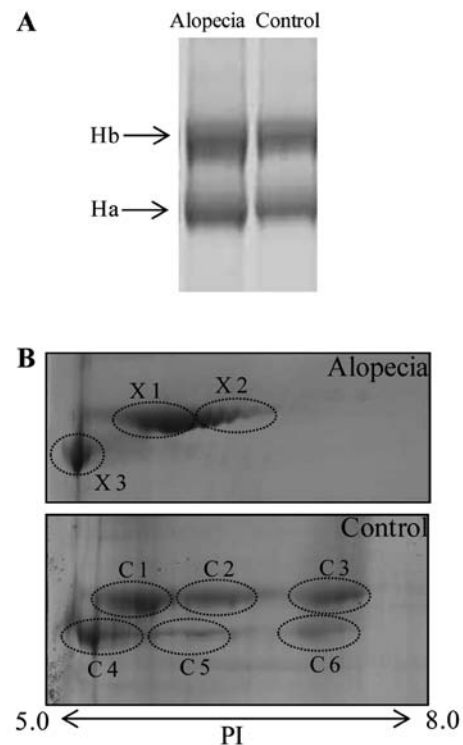 A
Alopecia Control
Hb
Ha
B
Alopecia
X 1 X 2
X 3
Control
C 1 C 2 C 3
C 4 C 5 C 6
5.0 8.0
PI